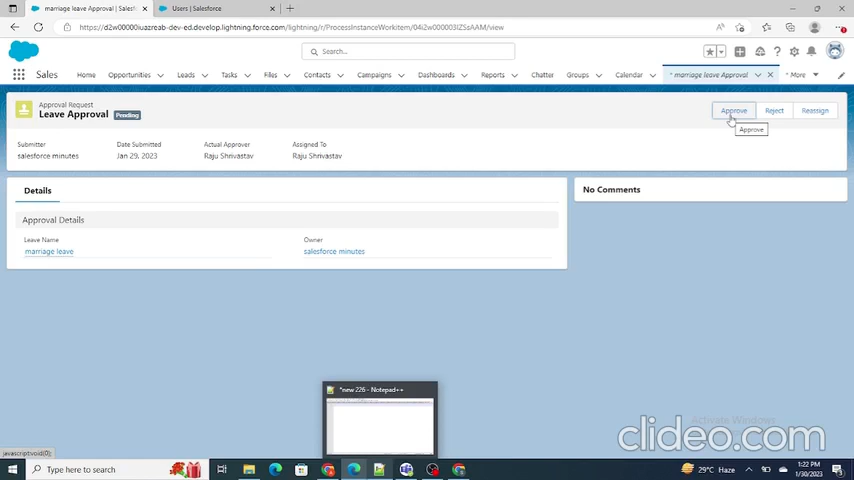 marriage leave Approval | Salesf
Users | Salesforce
https://d2w00000iuazreab-dev-ed.develop.lightning.force.com/lightning/r/ProcessInstanceWorkitem/04i2w000003IZSsAAM/view
Search...
Sales
Home
Opportunities
Leads
Tasks
Files
Contacts
Campaigns
Dashboards
Reports
Chatter
Groups
Calendar
* marriage leave Approval
* More
Approval Request
Leave Approval
Pending
Approve
Reject
Reassign
Approve
Submitter
Date Submitted
Actual Approver
Assigned To
salesforce minutes
Jan 29, 2023
Raju Shrivastav
Raju Shrivastav
Details
No Comments
Approval Details
Leave Name
Owner
marriage leave
salesforce minutes
*new 226 - Notepad++
Activate Windows
clideo.com
javascript:void(0);
Type here to search
29°C Haze
1:22 PM
1/30/2023